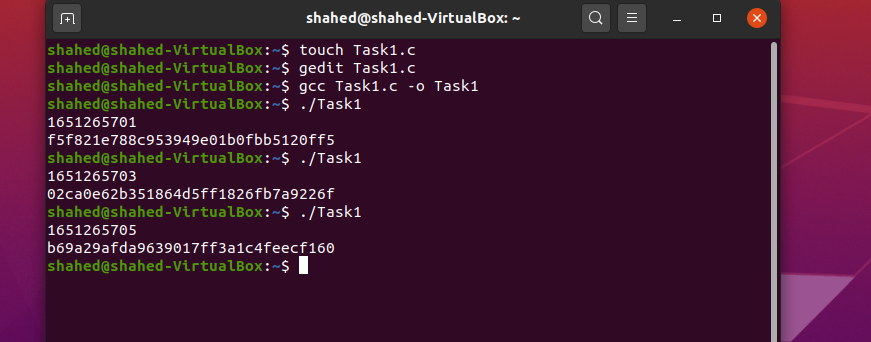 shahed@shahed-VirtualBox: ~
shahed@shahed-VirtualBox:~$ touch Task1.c
shahed@shahed-VirtualBox:~$ gedit Task1.c
shahed@shahed-VirtualBox:~$ gcc Task1.c -o Task1
shahed@shahed-VirtualBox:~$ ./Task1
1651265701
f5f821e788c953949e01b0fbb5120ff5
shahed@shahed-VirtualBox:~$ ./Task1
1651265703
02ca0e62b351864d5ff1826fb7a9226f
shahed@shahed-VirtualBox:~$ ./Task1
1651265705
b69a29afda9639017ff3a1c4feecf160
shahed@shahed-VirtualBox:~$